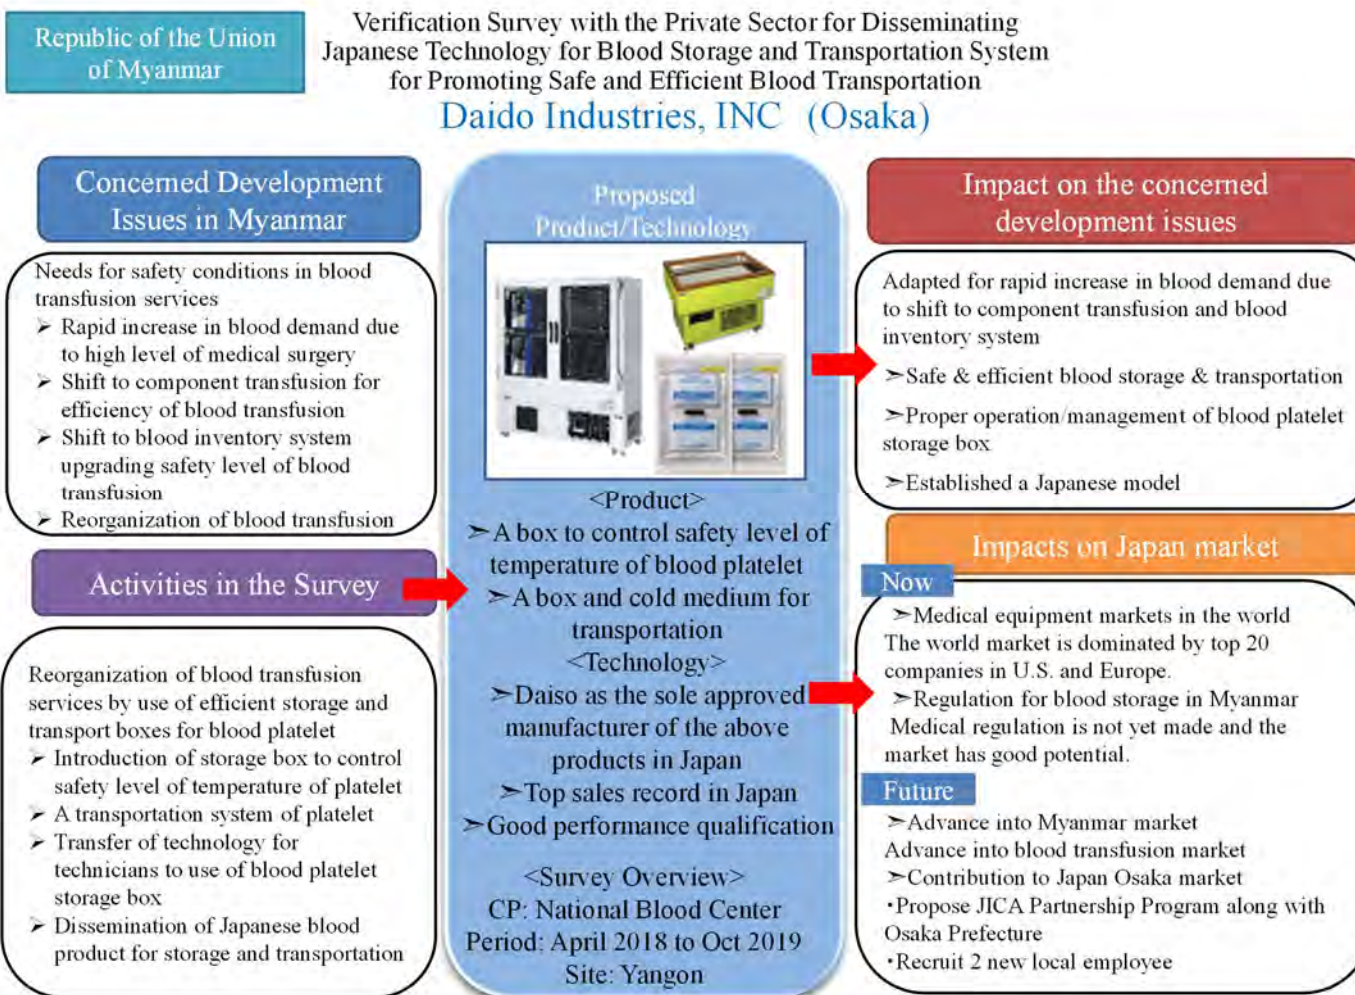 Republic of the Union
of Myanmar
Verification Survey with the Private Sector for Disseminating
Japanese Technology for Blood Storage and Transportation System
for Promoting Safe and Efficient Blood Transportation
Daido Industries, INC (Osaka)
Concerned Development
Issues in Myanmar
Needs for safety conditions in blood
transfusion services
➢ Rapid increase in blood demand due
to high level of medical surgery
➢ Shift to component transfusion for
efficiency of blood transfusion
➢ Shift to blood inventory system
upgrading safety level of blood
transfusion
➢ Reorganization of blood transfusion
Activities in the Survey
Reorganization of blood transfusion
services by use of efficient storage and
transport boxes for blood platelet
➢ Introduction of storage box to control
safety level of temperature of platelet
➢ A transportation system of platelet
➢ Transfer of technology for
technicians to use of blood platelet
storage box
➢ Dissemination of Japanese blood
product for storage and transportation
Proposed
Product/Technology
<Product>
➣A box to control safety level of
temperature of blood platelet
➣A box and cold medium for
transportation
<Technology>
➣Daiso as the sole approved
manufacturer of the above
products in Japan
➣Top sales record in Japan
➣Good performance qualification
<Survey Overview>
CP: National Blood Center
Period: April 2018 to Oct 2019
Site: Yangon
Impact on the concerned
development issues
Adapted for rapid increase in blood demand due
to shift to component transfusion and blood
inventory system
➣Safe & efficient blood storage & transportation
➣Proper operation/management of blood platelet
storage box
➣Established a Japanese model
Impacts on Japan market
Now
➣Medical equipment markets in the world
The world market is dominated by top 20
companies in U.S. and Europe.
➣Regulation for blood storage in Myanmar
Medical regulation is not yet made and the
market has good potential.
Future
➣Advance into Myanmar market
Advance into blood transfusion market
➣Contribution to Japan Osaka market
・Propose JICA Partnership Program along with
Osaka Prefecture
・Recruit 2 new local employee